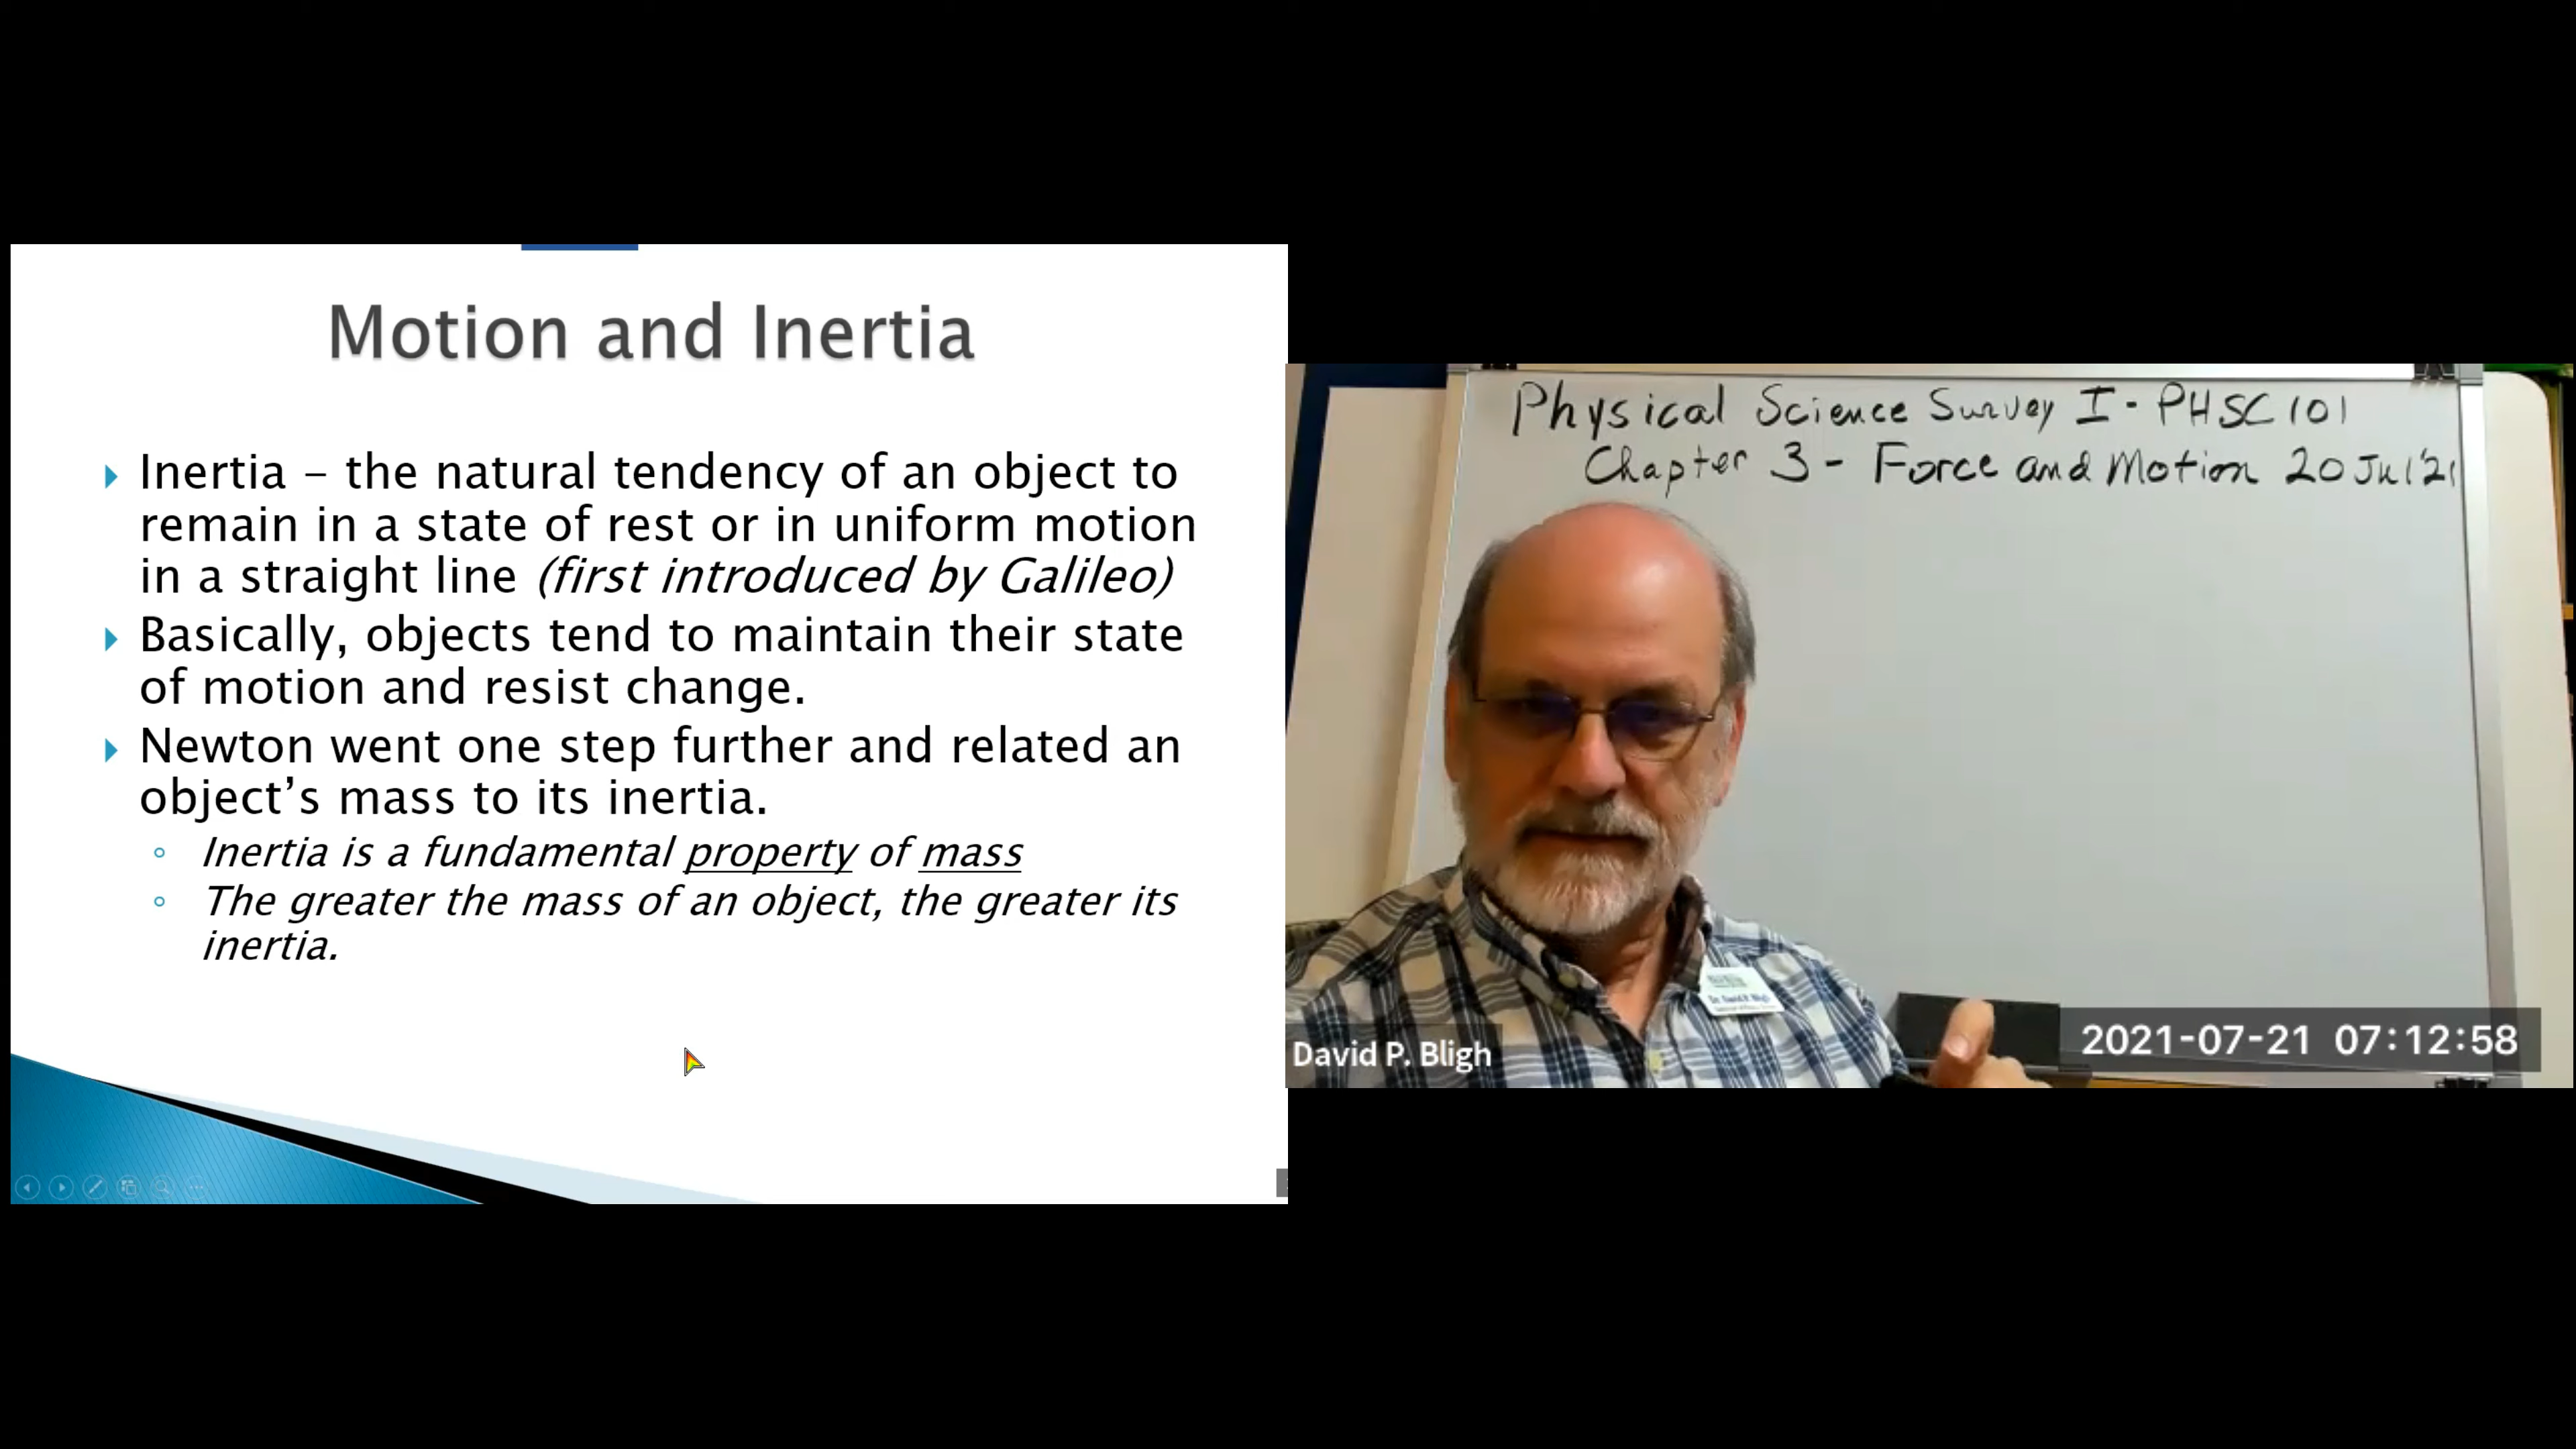 Motion and Inertia
Inertia – the natural tendency of an object to
remain in a state of rest or in uniform motion
in a straight line (first introduced by Galileo)
Basically, objects tend to maintain their state
of motion and resist change.
Newton went one step further and related an
object’s mass to its inertia.
Inertia is a fundamental property of mass
The greater the mass of an object, the greater its
inertia.
Physical Science Survey I - PHSC 101
Chapter 3 - Force and Motion 20 Jul '21
Dr. David P. Bligh
David P. Bligh
2021-07-21 07:12:58